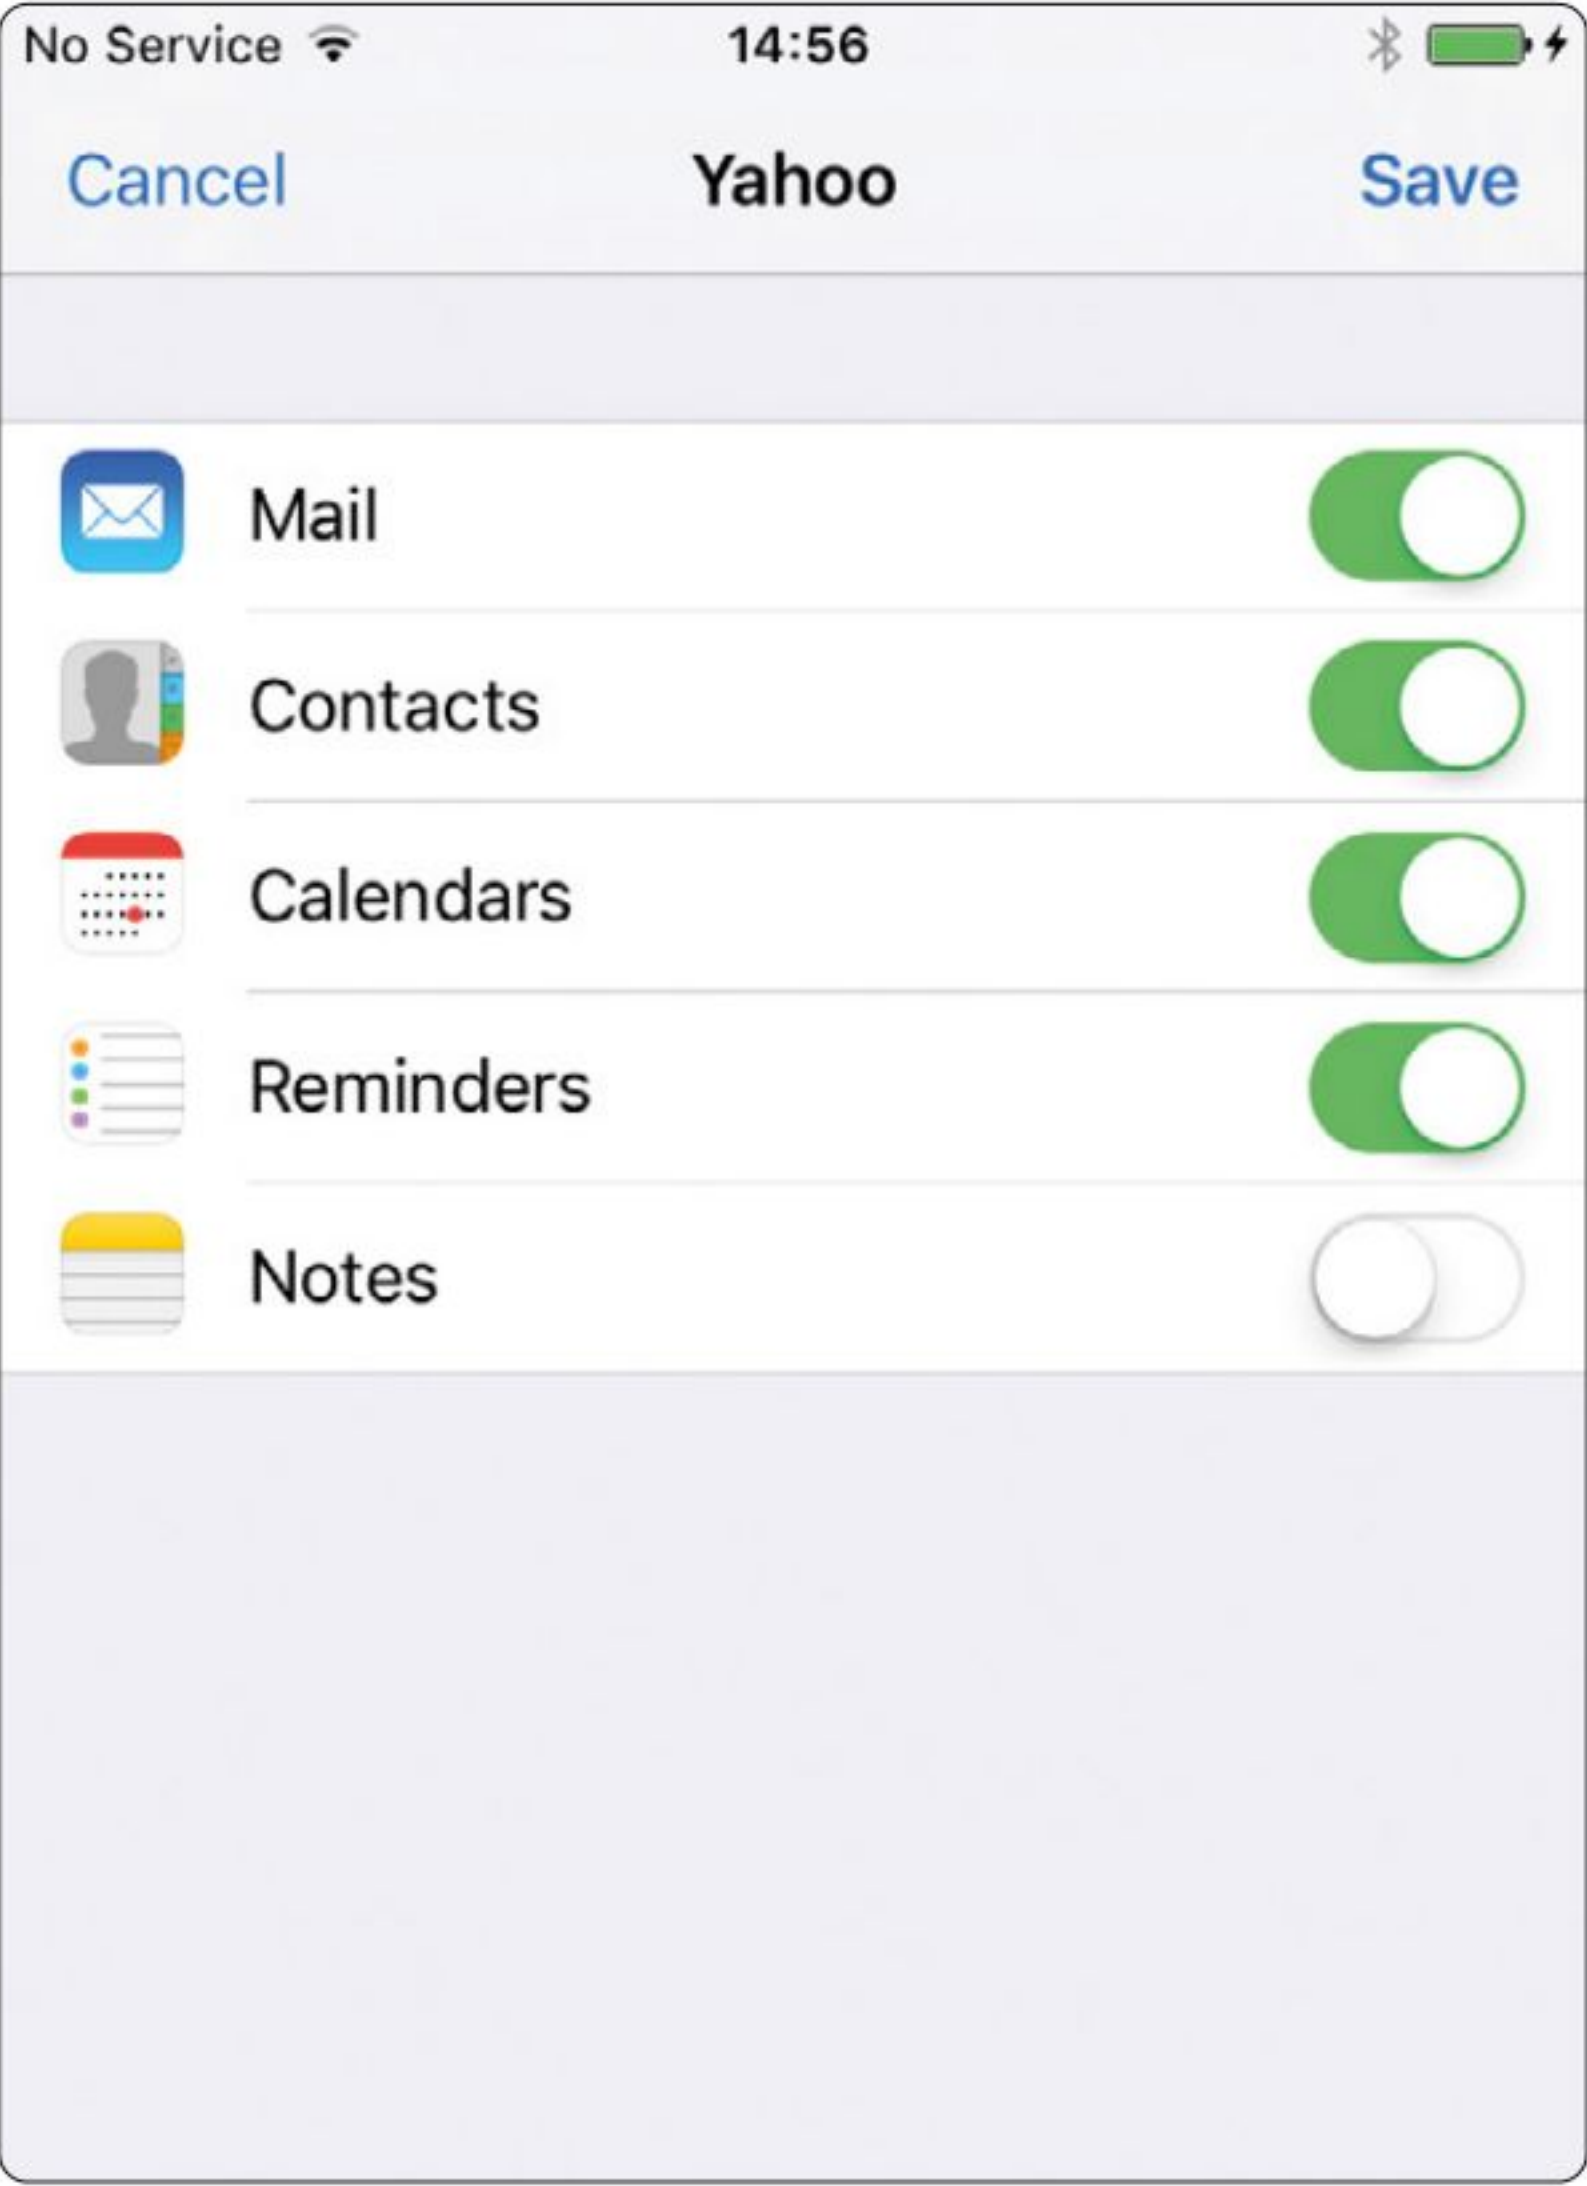 No Service 14:56
Cancel Yahoo Save
Mail
Contacts
Calendars
Reminders
Notes